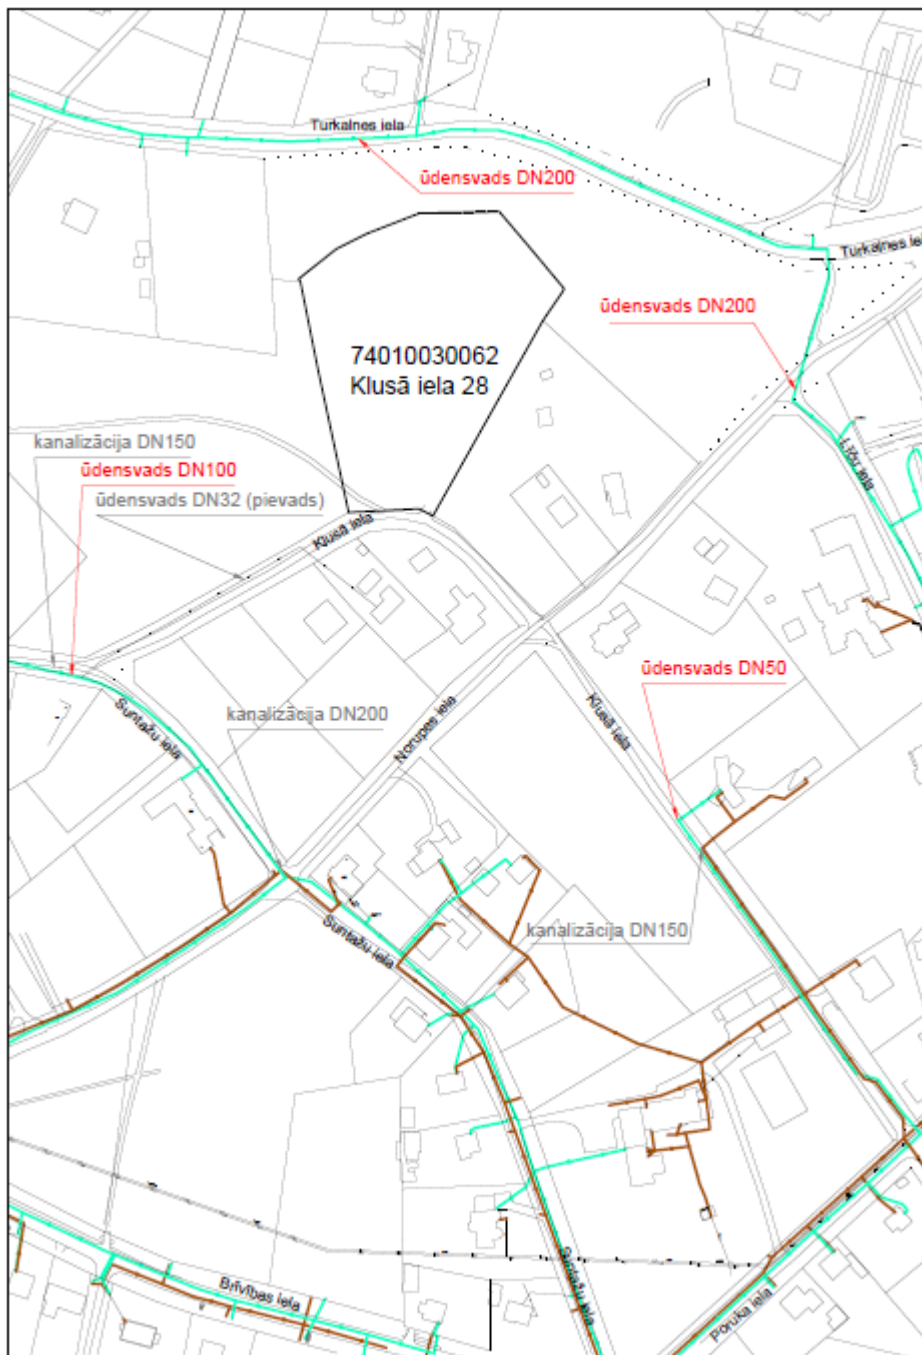 Turkalnes iela
ūdensvads DN200
Turkalnes iel
ūdensvads DN200
74010030062
Klusā iela 28
kanalizācija DN150
ūdensvads DN100
ūdensvads DN32 (pievads)
Klusā iela
Līču iela
ūdensvads DN50
Suntažu iela
kanalizācija DN200
Norupes iela
Klusā iela
Suntažu iela
kanalizācija DN150
Suntažu iela
Brīvības iela
Poruka iela